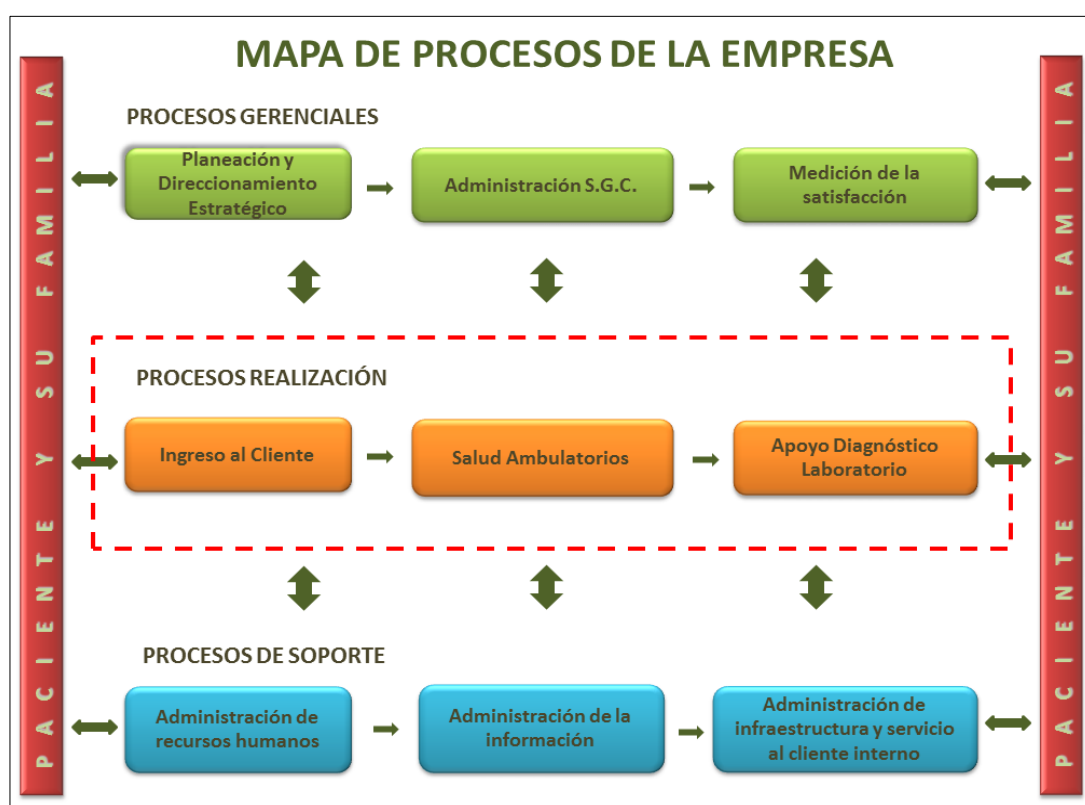 MAPA DE PROCESOS DE LA EMPRESA
PACIENTE Y SU FAMILIA
PROCESOS GERENCIALES
Planeación y
Direccionamiento
Estratégico
Administración S.G.C.
Medición de la
satisfacción
PROCESOS REALIZACIÓN
Ingreso al Cliente
Salud Ambulatorios
Apoyo Diagnóstico
Laboratorio
PROCESOS DE SOPORTE
Administración de
recursos humanos
Administración de la
información
Administración de
infraestructura y servicio
al cliente interno
PACIENTE Y SU FAMILIA